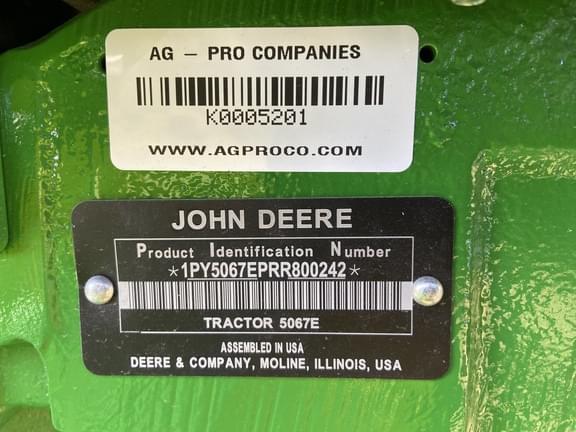 AG – PRO COMPANIES
K0005201
WWW.AGPROCO.COM
JOHN DEERE
Product Identification Number
*1PY5067EPRR800242*
TRACTOR 5067E
ASSEMBLED IN USA
DEERE & COMPANY, MOLINE, ILLINOIS, USA